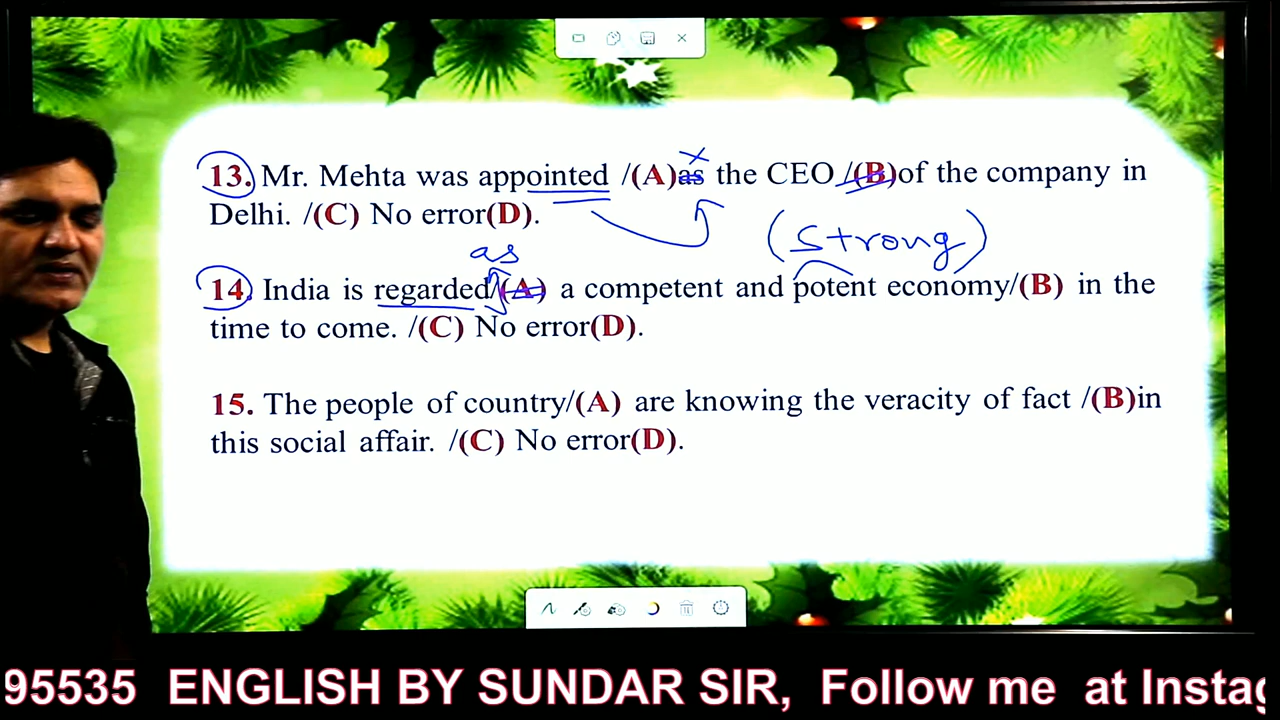 13. Mr. Mehta was appointed /(A)as the CEO /(B)of the company in
Delhi. /(C) No error(D).
(strong)
as
14. India is regarded/(A) a competent and potent economy/(B) in the
time to come. /(C) No error(D).
15. The people of country/(A) are knowing the veracity of fact /(B)in
this social affair. /(C) No error(D).
95535 ENGLISH BY SUNDAR SIR, Follow me at Instag